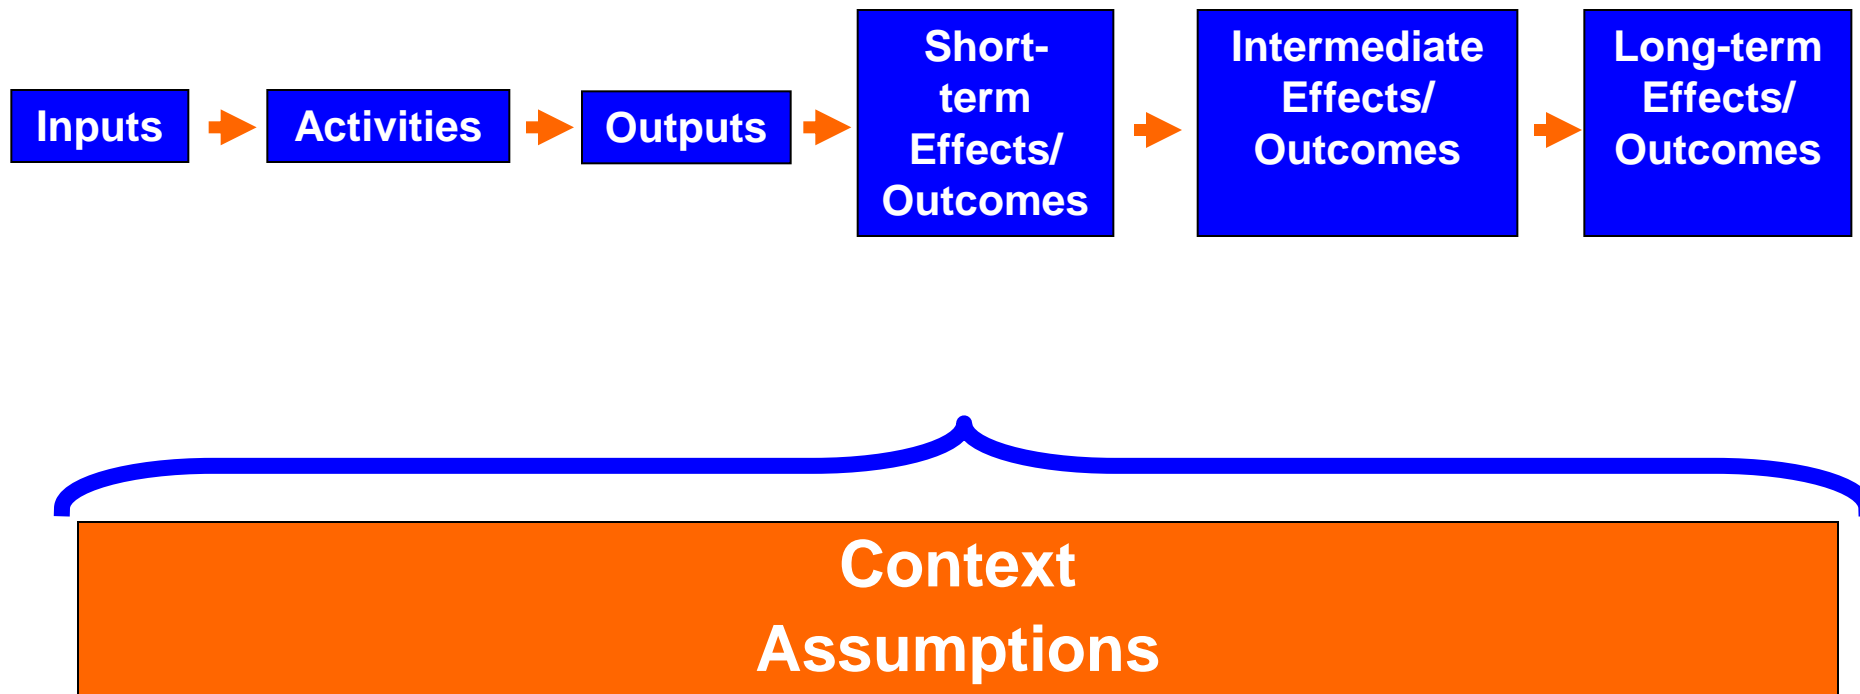 Inputs
Activities
Outputs
Short-
term
Effects/
Outcomes
Intermediate
Effects/
Outcomes
Long-term
Effects/
Outcomes
Context
Assumptions